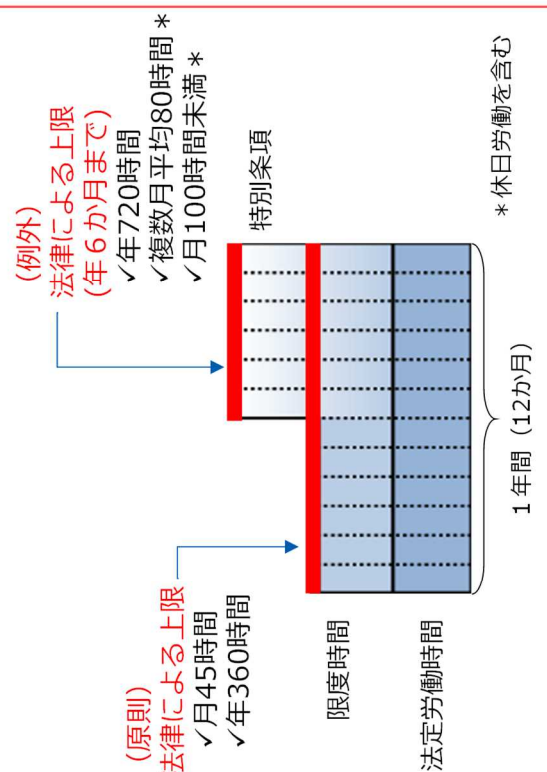 (原則)
法律による上限
✓月45時間
✓年360時間
(例外)
法律による上限
(年６か月まで)
✓年720時間
✓複数月平均80時間＊
✓月100時間未満＊
特別条項
限度時間
法定労働時間
１年間（12か月）
＊休日労働を含む